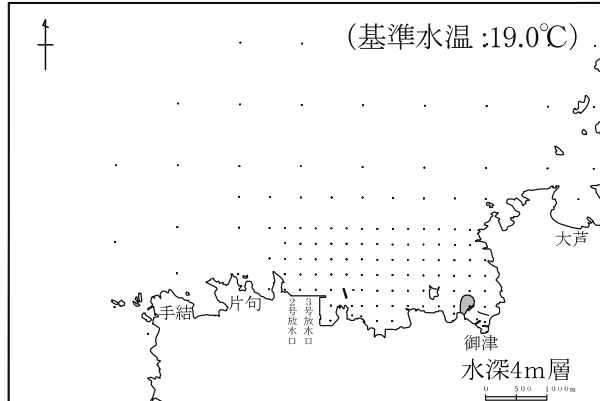 (基準水温:19.0℃)
大芦
片句
手結
2号放水口
3号放水口
御津
水深4m層
0 500 1000m